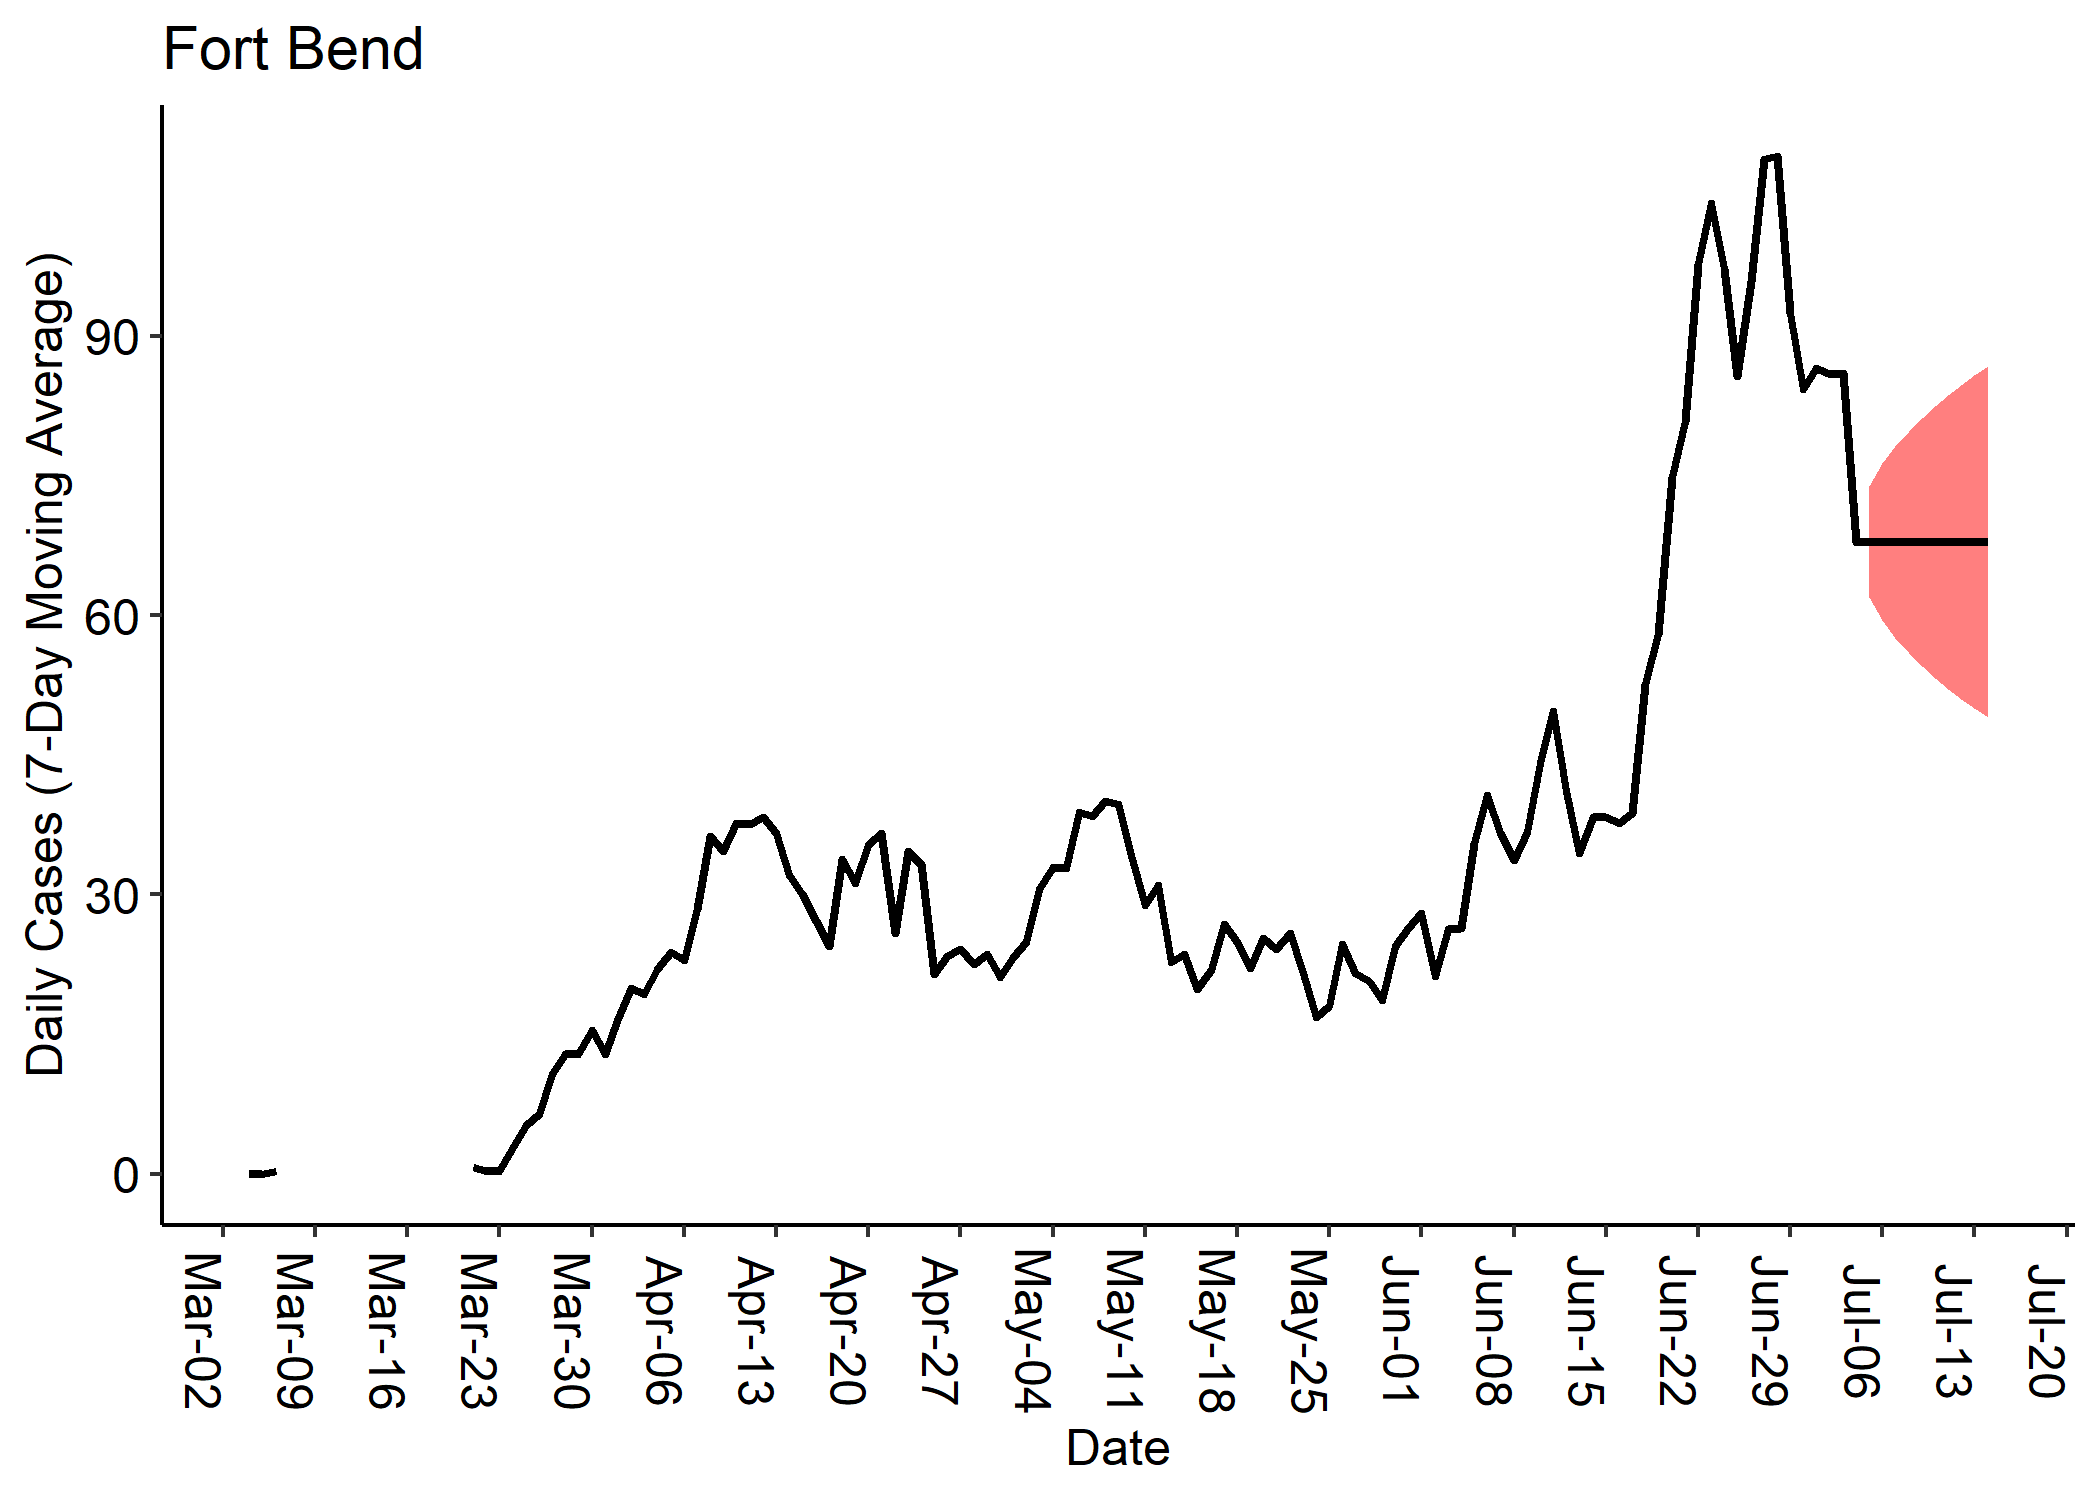 Fort Bend
Daily Cases (7-Day Moving Average)
90
60
30
0
Mar-02
Mar-09
Mar-16
Mar-23
Mar-30
Apr-06
Apr-13
Apr-20
Apr-27
May-04
May-11
May-18
May-25
Jun-01
Jun-08
Jun-15
Jun-22
Jun-29
Jul-06
Jul-13
Jul-20
Date